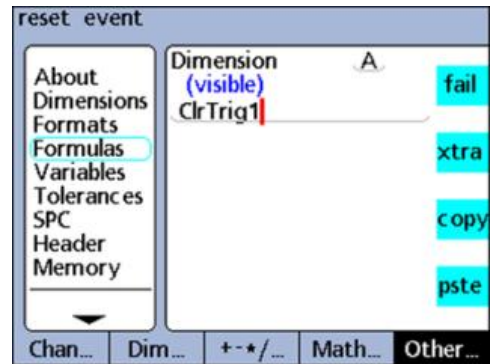 reset event
About
Dimensions
Formats
Formulas
Variables
Tolerances
SPC
Header
Memory
Dimension A
(visible)
ClrTrig1
fail
xtra
copy
pste
Chan... Dim... +-*/... Math... Other...